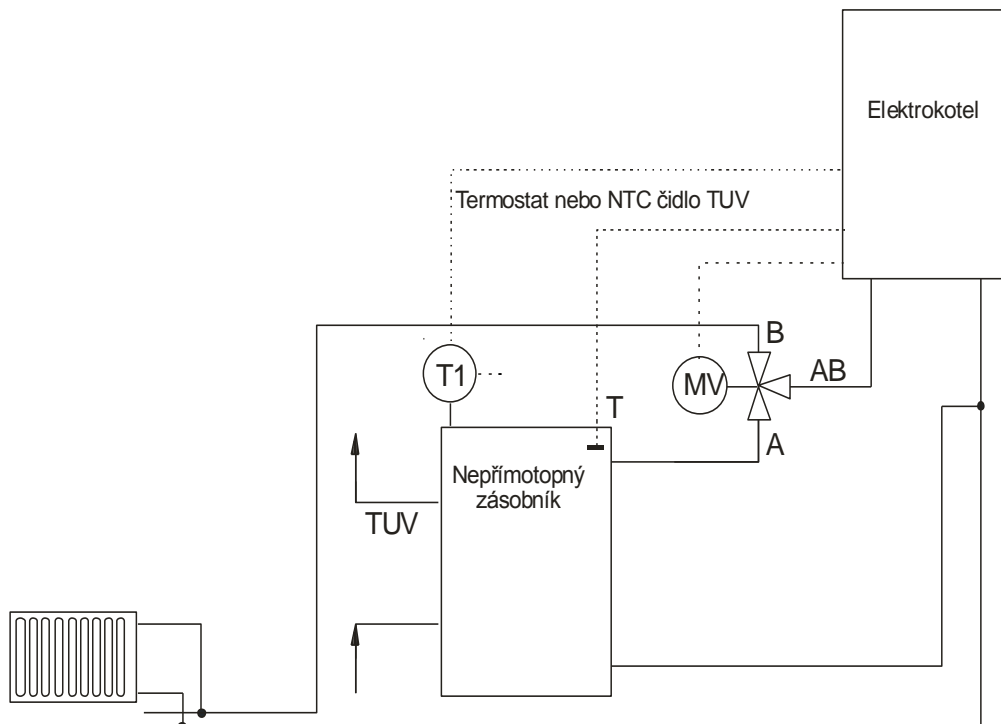 Elektrokotel
Termostat nebo NTC čidlo TUV
B
T1
MV
AB
T
A
Nepřímotopný
zásobník
TUV